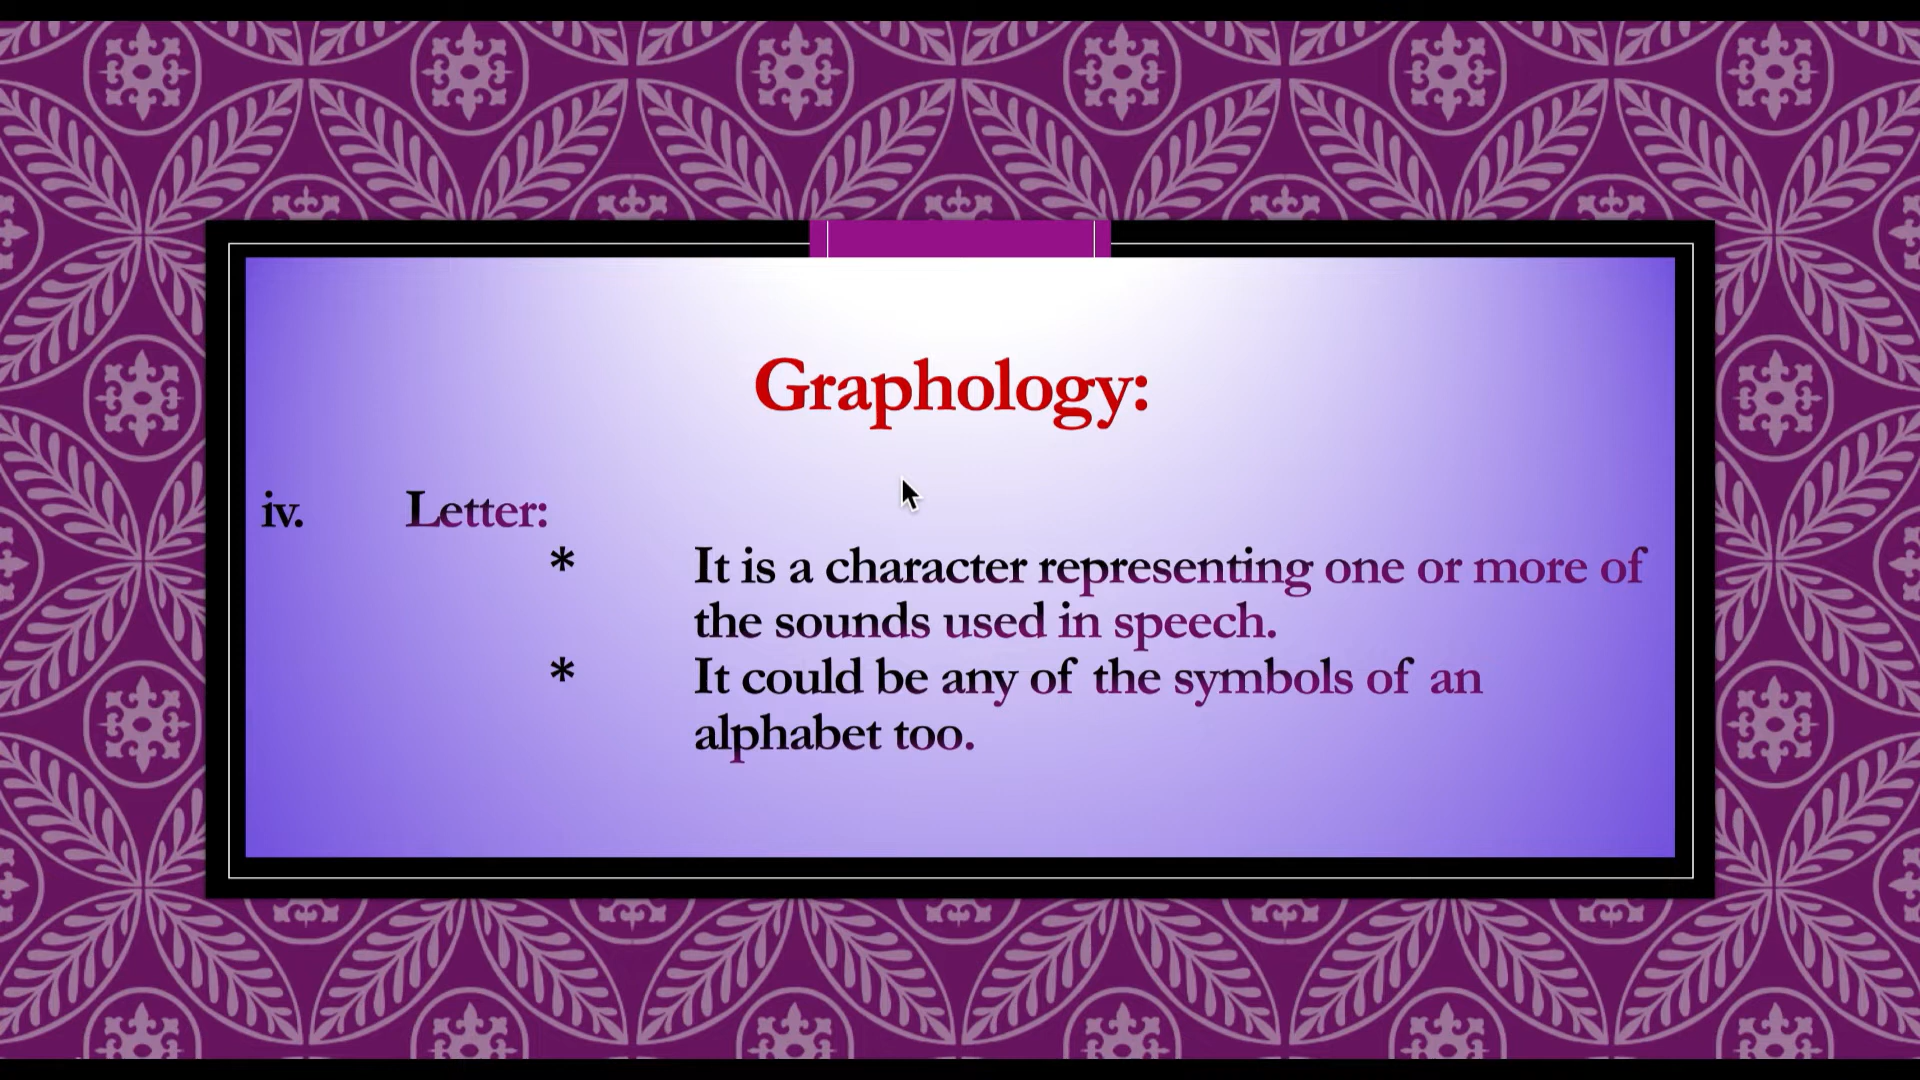 Graphology:
iv. Letter:
* It is a character representing one or more of
the sounds used in speech.
* It could be any of the symbols of an
alphabet too.